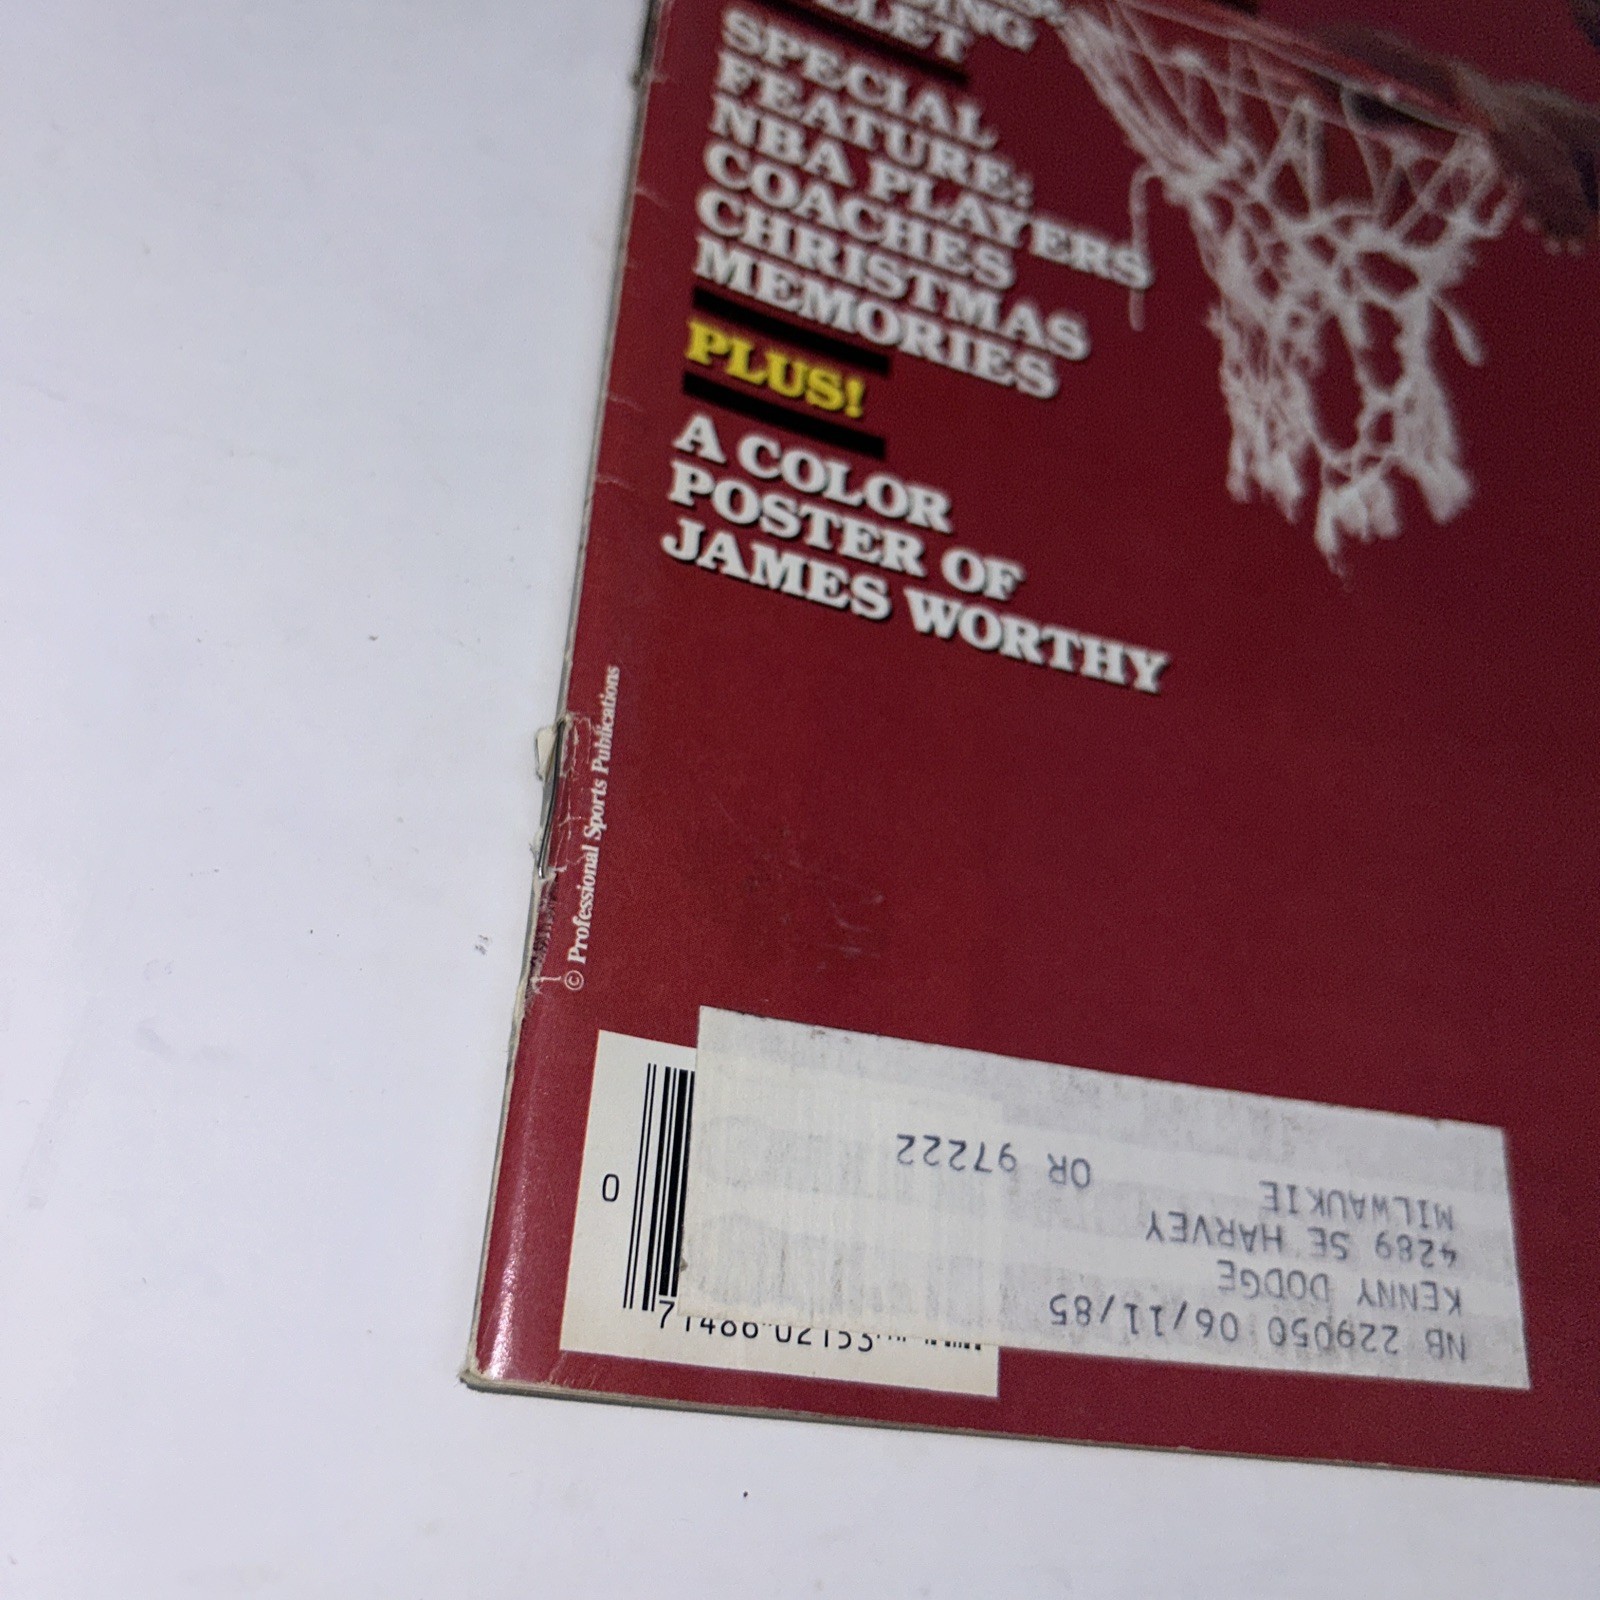 SPECIAL
FEATURE:
NBA PLAYERS
COACHES
CHRISTMAS
MEMORIES
PLUS!
A COLOR
POSTER OF
JAMES WORTHY
© Professional Sports Publications
0
71486 02153
NB 229050 06/11/85
KENNY DODGE
4289 SE HARVEY
MILWAUKIE
OR 97222